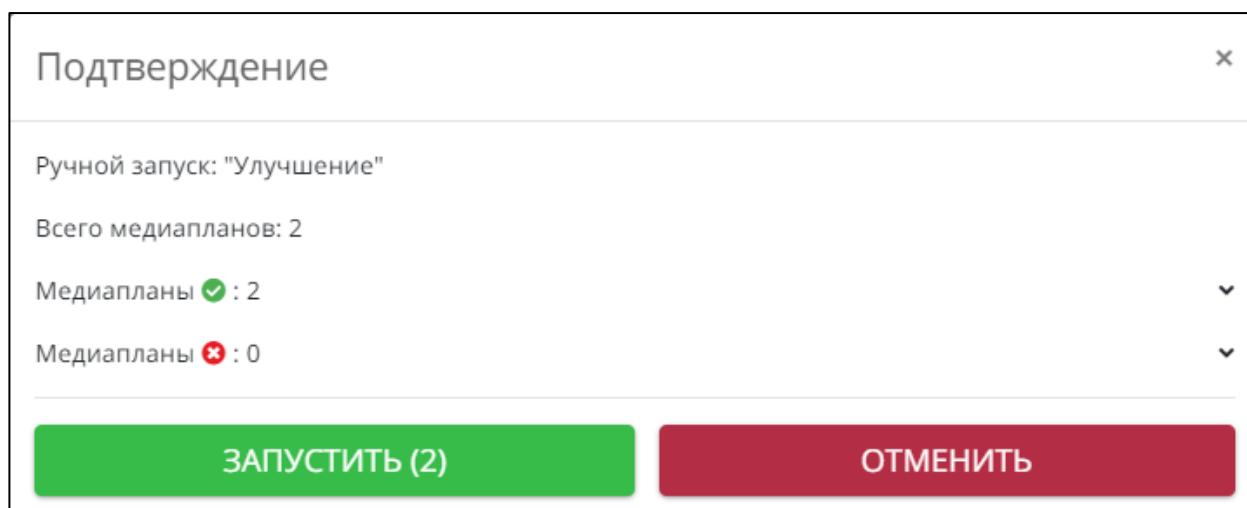 Подтверждение
Ручной запуск: "Улучшение"
Всего медиапланов: 2
Медиапланы : 2
Медиапланы : 0
ЗАПУСТИТЬ (2)
ОТМЕНИТЬ